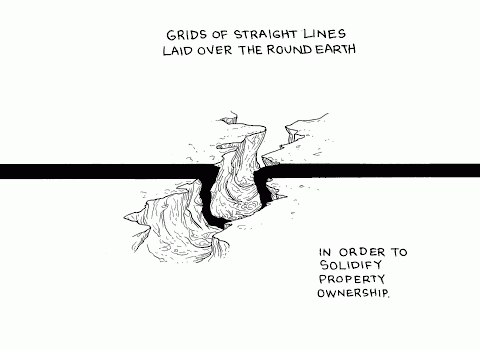 GRIDS OF STRAIGHT LINES
LAID OVER THE ROUND EARTH
IN ORDER TO
SOLIDIFY
PROPERTY
OWNERSHIP.